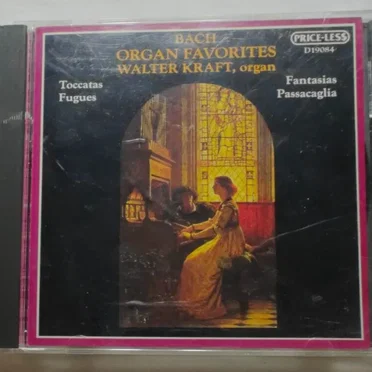 BACH
ORGAN FAVORITES
WALTER KRAFT, organ
PRICE-LESS
D19084
Toccatas
Fugues
Fantasias
Passacaglia